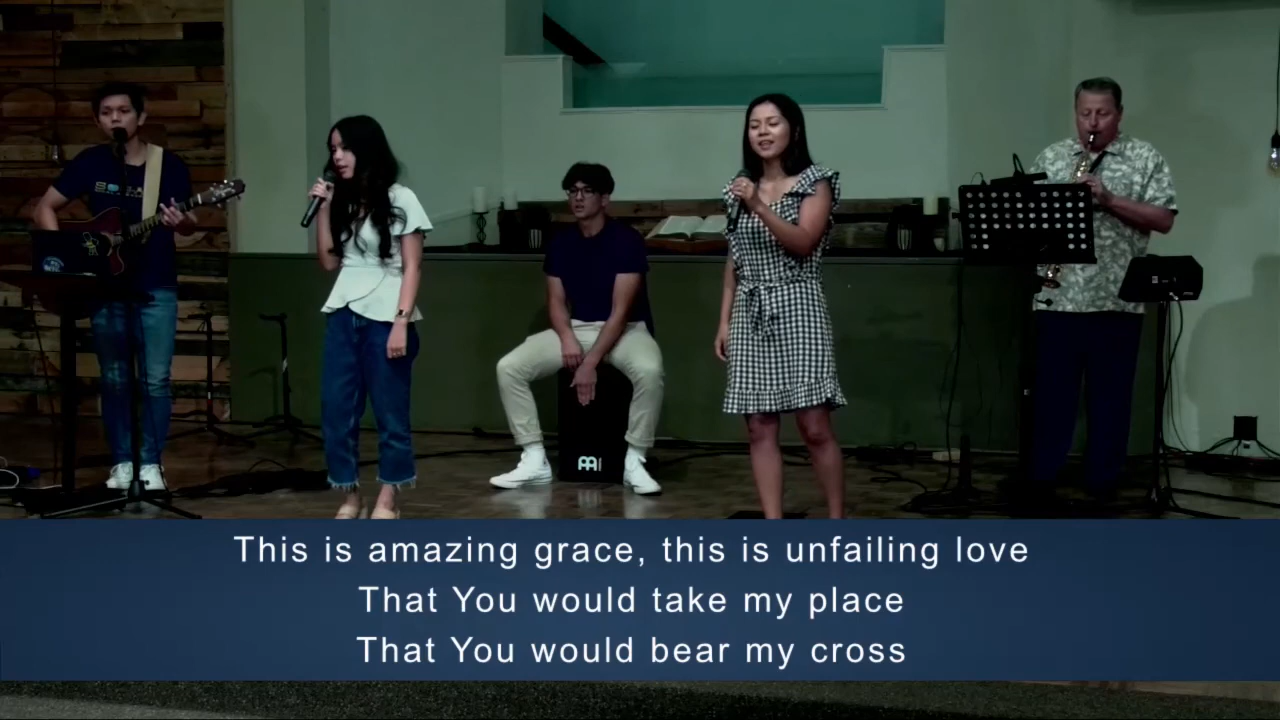 This is amazing grace, this is unfailing love
That You would take my place
That You would bear my cross